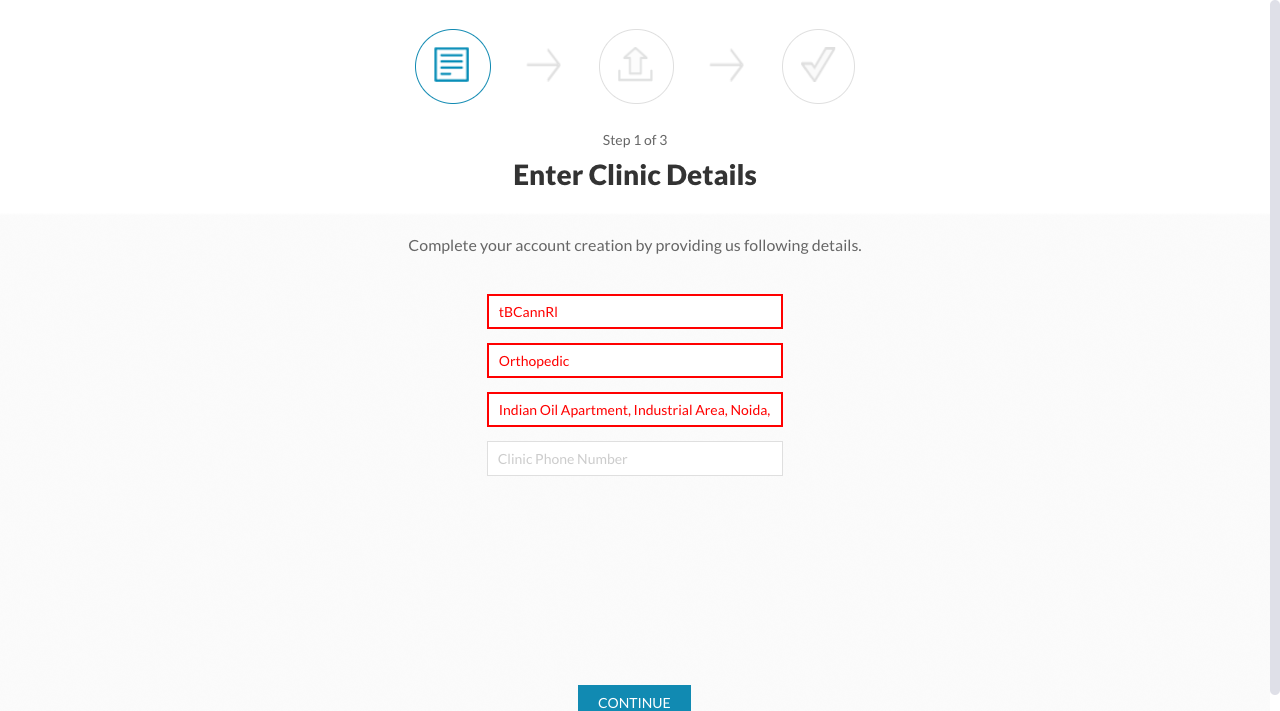 Step 1 of 3
Enter Clinic Details
Complete your account creation by providing us following details.
tBCannRl
Orthopedic
Indian Oil Apartment, Industrial Area, Noida,
Clinic Phone Number
CONTINUE